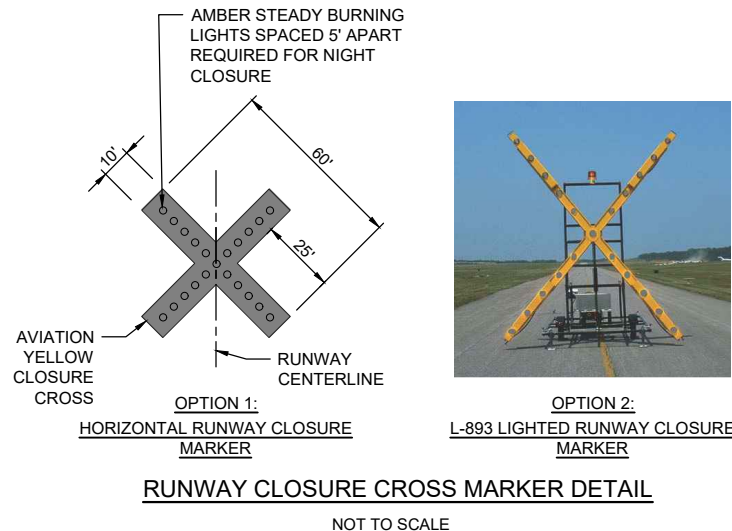 AMBER STEADY BURNING
LIGHTS SPACED 5' APART
REQUIRED FOR NIGHT
CLOSURE
10'
60'
25'
AVIATION
YELLOW
CLOSURE
CROSS
RUNWAY
CENTERLINE
OPTION 1:
HORIZONTAL RUNWAY CLOSURE
MARKER
OPTION 2:
L-893 LIGHTED RUNWAY CLOSURE
MARKER
RUNWAY CLOSURE CROSS MARKER DETAIL
NOT TO SCALE